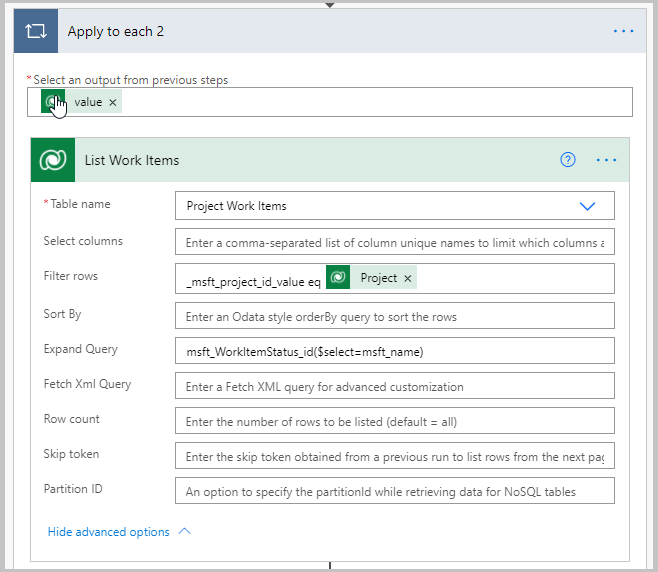 Apply to each 2
...
*Select an output from previous steps
value ×
List Work Items
? ...
*Table name Project Work Items
Select columns Enter a comma-separated list of column unique names to limit which columns a
Filter rows _msft_project_id_value eq Project ×
Sort By Enter an Odata style orderBy query to sort the rows
Expand Query msft_WorkItemStatus_id($select=msft_name)
Fetch Xml Query Enter a Fetch XML query for advanced customization
Row count Enter the number of rows to be listed (default = all)
Skip token Enter the skip token obtained from a previous run to list rows from the next pag
Partition ID An option to specify the partitionId while retrieving data for NoSQL tables
Hide advanced options